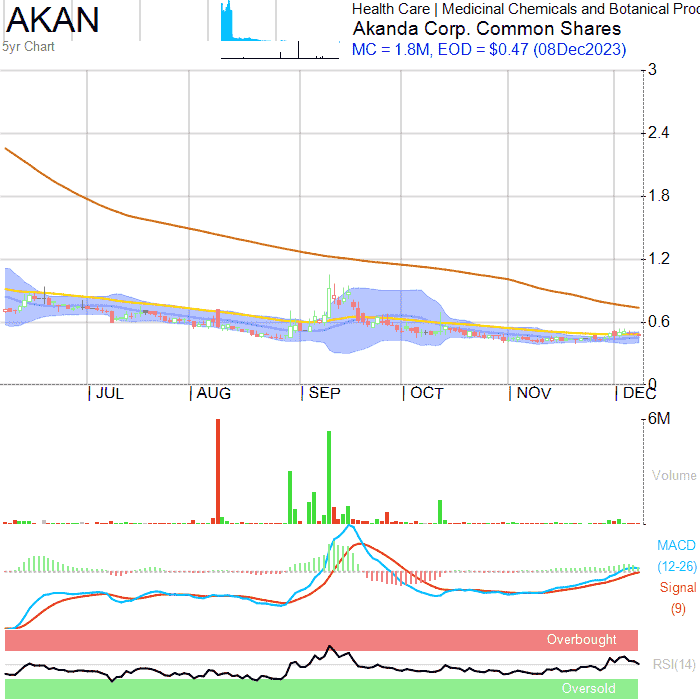 AKAN
5yr Chart
Health Care | Medicinal Chemicals and Botanical Proc
Akanda Corp. Common Shares
MC = 1.8M, EOD = $0.47 (08Dec2023)
3
2.4
1.8
1.2
0.6
0
JUL AUG SEP OCT NOV DEC
6M
Volume
MACD
(12-26)
Signal
(9)
Overbought
RSI(14)
Oversold